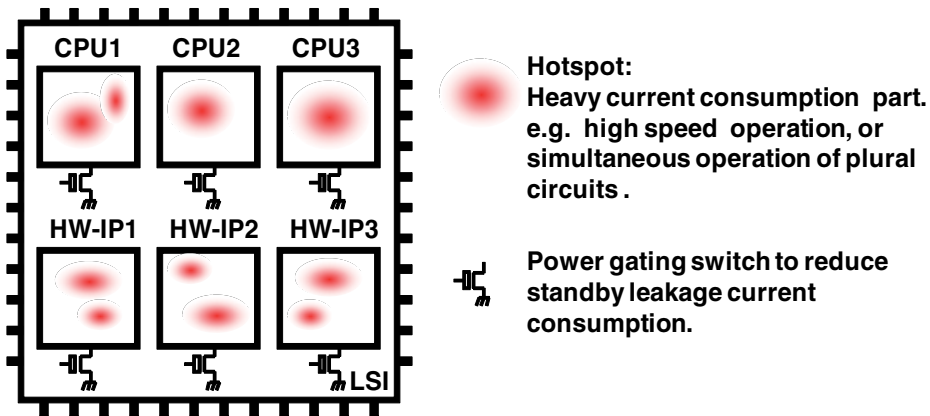 CPU1 CPU2 CPU3
HW-IP1 HW-IP2 HW-IP3
LSI
Hotspot:
Heavy current consumption part.
e.g. high speed operation, or
simultaneous operation of plural
circuits .
Power gating switch to reduce
standby leakage current
consumption.